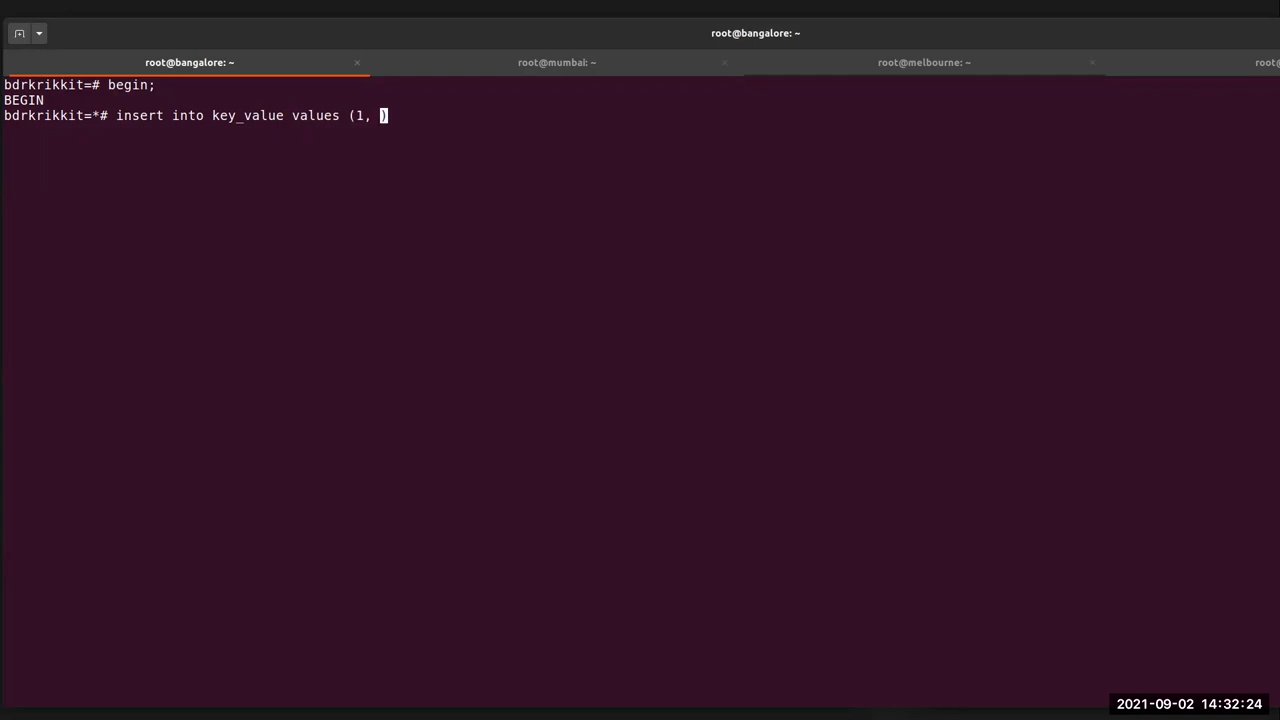 root@bangalore: ~
root@bangalore: ~ × root@mumbai: ~ × root@melbourne: ~ × root@
bdrkrikkit=# begin;
BEGIN
bdrkrikkit=*# insert into key_value values (1, )
2021-09-02 14:32:24